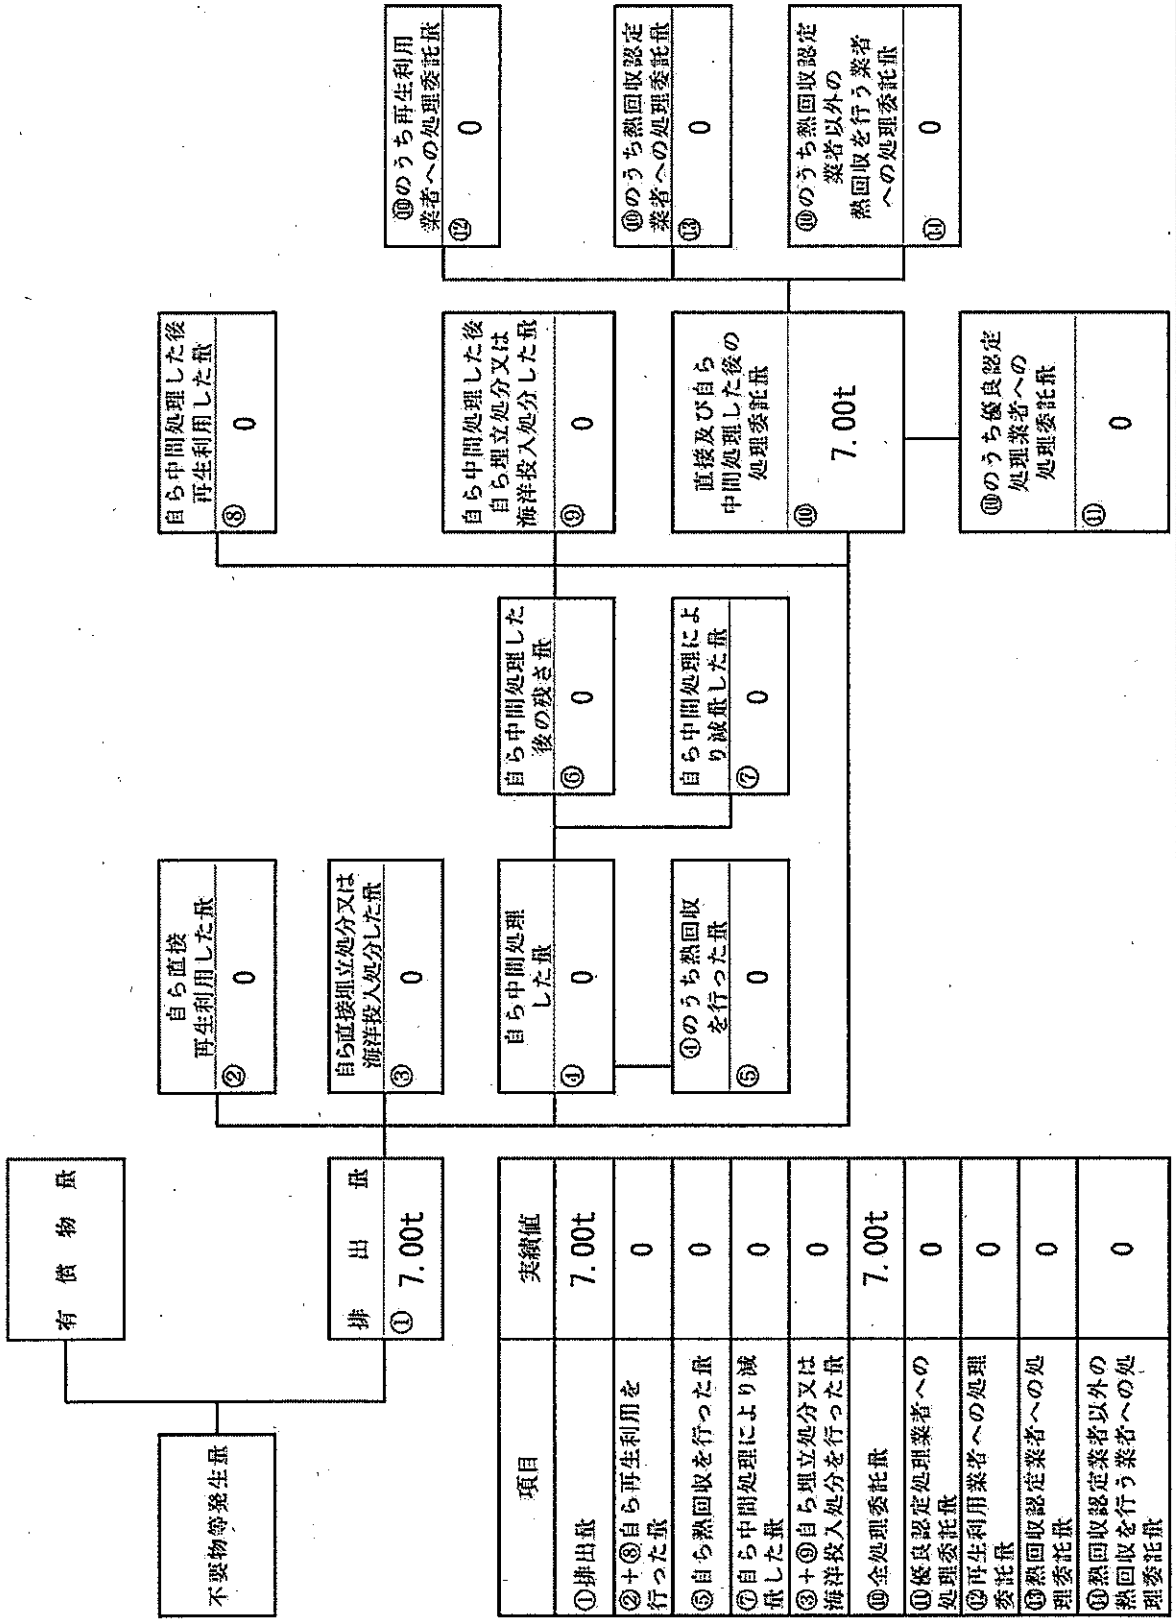 不要物等発生量
有償物量
排出量
① 7.00t
自ら直接
再生利用した量
② 0
自ら直接埋立処分又は
海洋投入処分した量
③ 0
自ら中間処理
した量
④ 0
④のうち熱回収
を行った量
⑤ 0
自ら中間処理した
後の残さ量
⑥ 0
自ら中間処理によ
り減量した量
⑦ 0
自ら中間処理した後
再生利用した量
⑧ 0
自ら中間処理した後
自ら埋立処分又は
海洋投入処分した量
⑨ 0
直接及び自ら
中間処理した後の
処理委託量
⑩ 7.00t
⑩のうち優良認定
処理業者への
処理委託量
⑪ 0
⑩のうち再生利用
業者への処理委託量
⑫ 0
⑩のうち熱回収認定
業者への処理委託量
⑬ 0
⑩のうち熱回収認定
業者以外の
熱回収を行う業者
への処理委託量
⑭ 0
項目 実績値
①排出量 7.00t
②+⑧自ら再生利用を
行った量 0
⑤自ら熱回収を行った量 0
⑦自ら中間処理により減
量した量 0
③+⑨自ら埋立処分又は
海洋投入処分を行った量 0
⑩全処理委託量 7.00t
⑪優良認定処理業者への
処理委託量 0
⑫再生利用業者への処理
委託量 0
⑬熱回収認定業者への処
理委託量 0
⑭熱回収認定業者以外の
熱回収を行う業者への処
理委託量 0